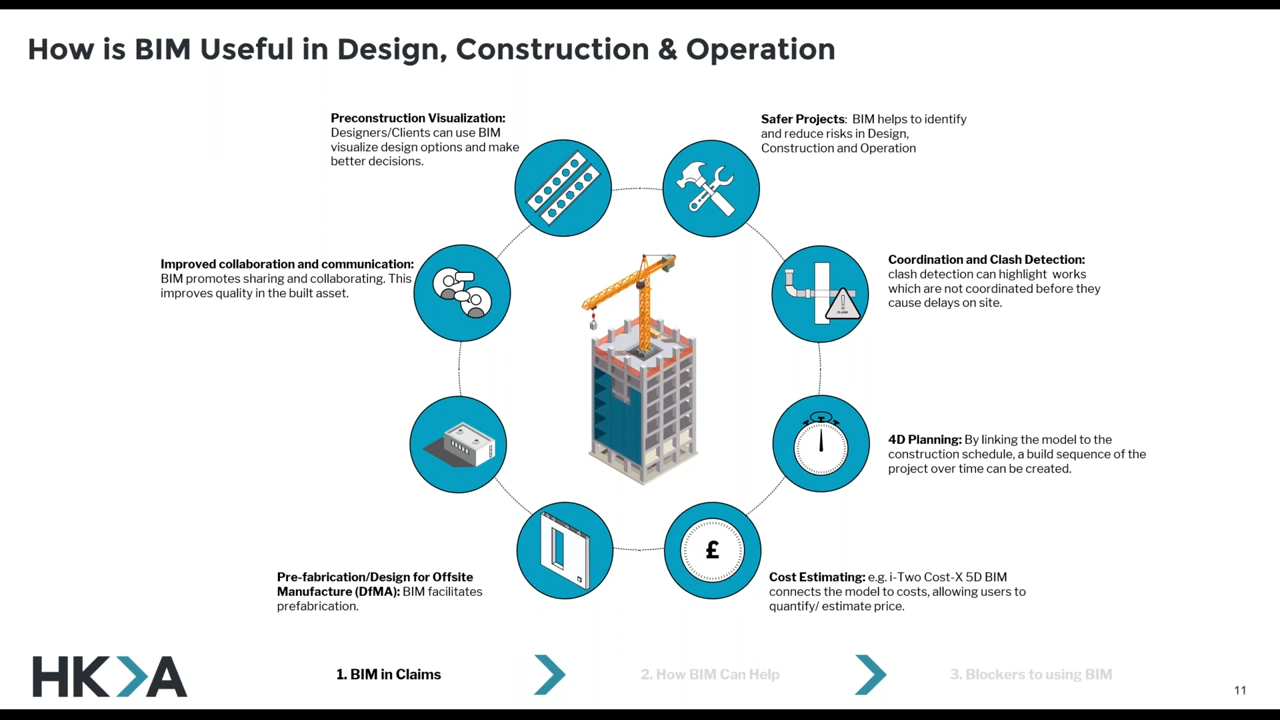 How is BIM Useful in Design, Construction & Operation
Preconstruction Visualization:
Designers/Clients can use BIM
visualize design options and make
better decisions.
Safer Projects: BIM helps to identify
and reduce risks in Design,
Construction and Operation
Improved collaboration and communication:
BIM promotes sharing and collaborating. This
improves quality in the built asset.
Coordination and Clash Detection:
clash detection can highlight works
which are not coordinated before they
cause delays on site.
CLASH
4D Planning: By linking the model to the
construction schedule, a build sequence of the
project over time can be created.
£
Pre-fabrication/Design for Offsite
Manufacture (DfMA): BIM facilitates
prefabrication.
Cost Estimating: e.g. i-Two Cost-X 5D BIM
connects the model to costs, allowing users to
quantify/ estimate price.
HKA
1. BIM in Claims
2. How BIM Can Help
3. Blockers to using BIM
11